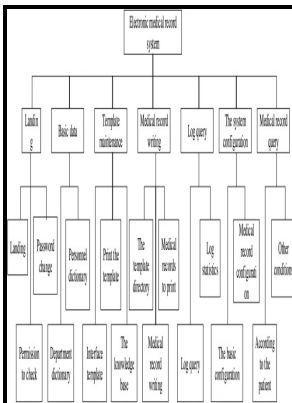 Electronic medical record
system
Landin
g
Basic data
Template
maintenance
Medical record
writing
Log query
The system
configuration
Medical record
query
Landing
Password
change
Personnel
dictionary
Print the
template
The
template
directory
Medical
records
to print
Log
statistics
Medical
record
configurati
on
Other
conditions
Permission
to check
Department
dictionary
Interface
template
The
knowledge
base
Medical
record
writing
Log query
The basic
configuration
According
to the
patient